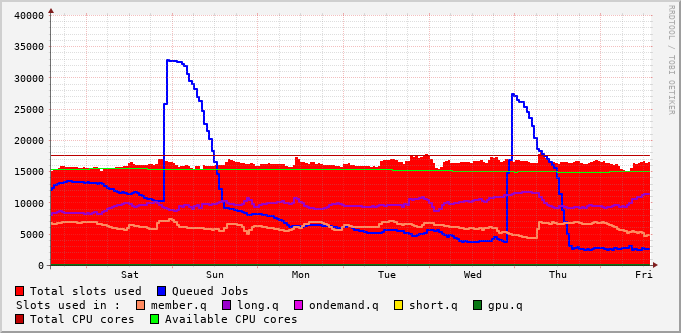 RRDTOOL / TOBI OETIKER
40000
35000
30000
25000
20000
15000
10000
5000
0
Sat Sun Mon Tue Wed Thu Fri
Total slots used Queued Jobs
Slots used in : member.q long.q ondemand.q short.q gpu.q
Total CPU cores Available CPU cores